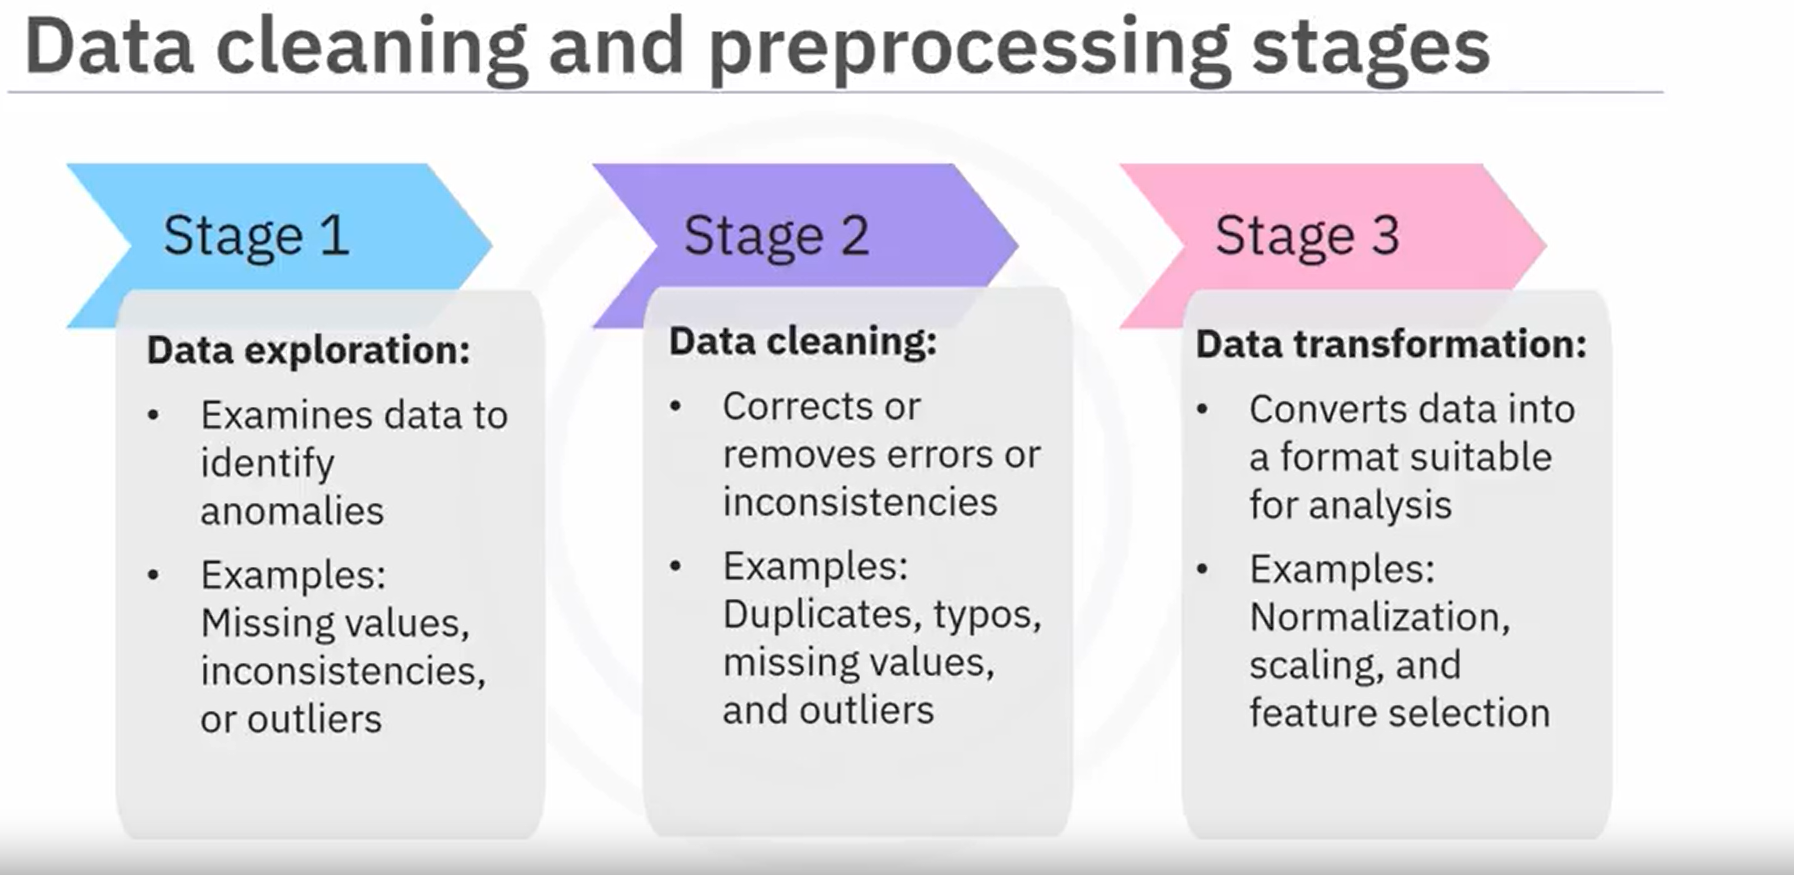 Data cleaning and preprocessing stages
Stage 1
Data exploration:
• Examines data to
identify
anomalies
• Examples:
Missing values,
inconsistencies,
or outliers
Stage 2
Data cleaning:
• Corrects or
removes errors or
inconsistencies
• Examples:
Duplicates, typos,
missing values,
and outliers
Stage 3
Data transformation:
• Converts data into
a format suitable
for analysis
• Examples:
Normalization,
scaling, and
feature selection